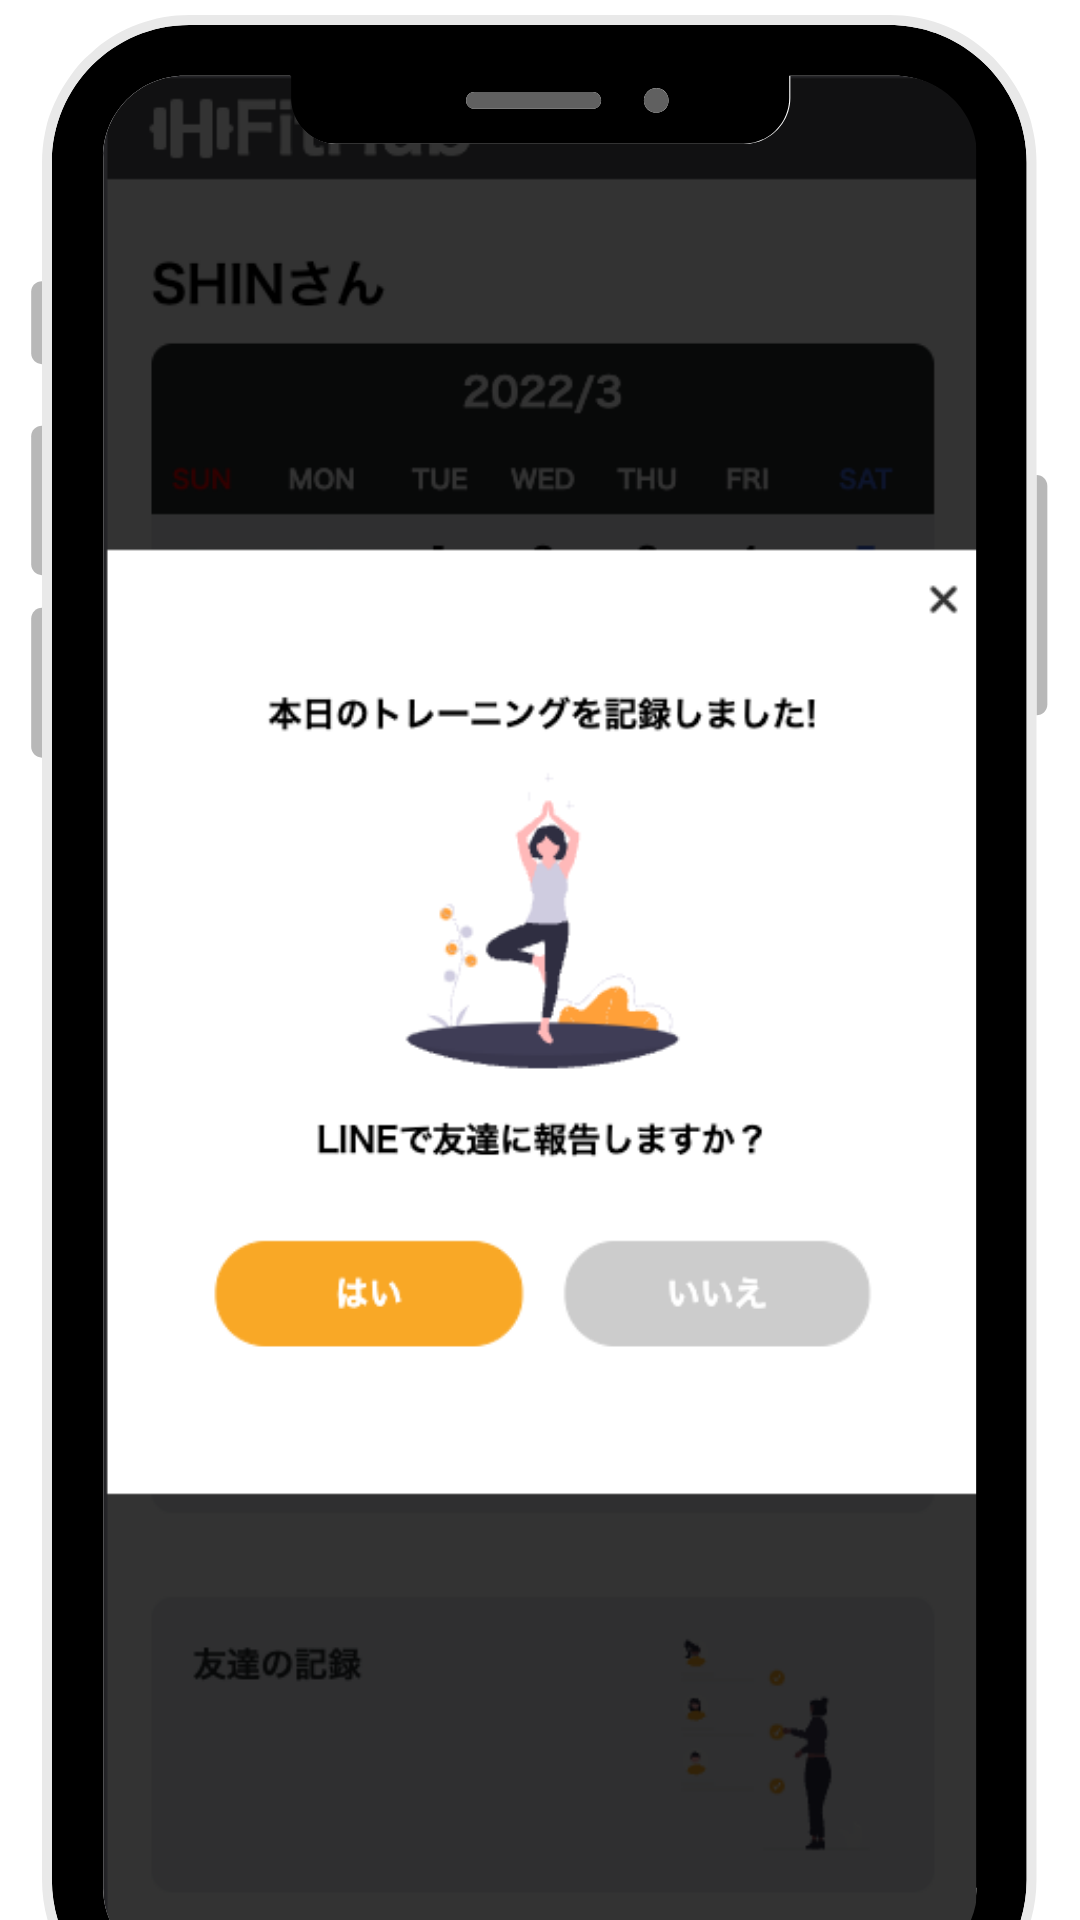 FitHub
SHINさん
2022/3
SUN MON TUE WED THU FRI SAT
本日のトレーニングを記録しました!
LINEで友達に報告しますか？
はい いいえ
友達の記録